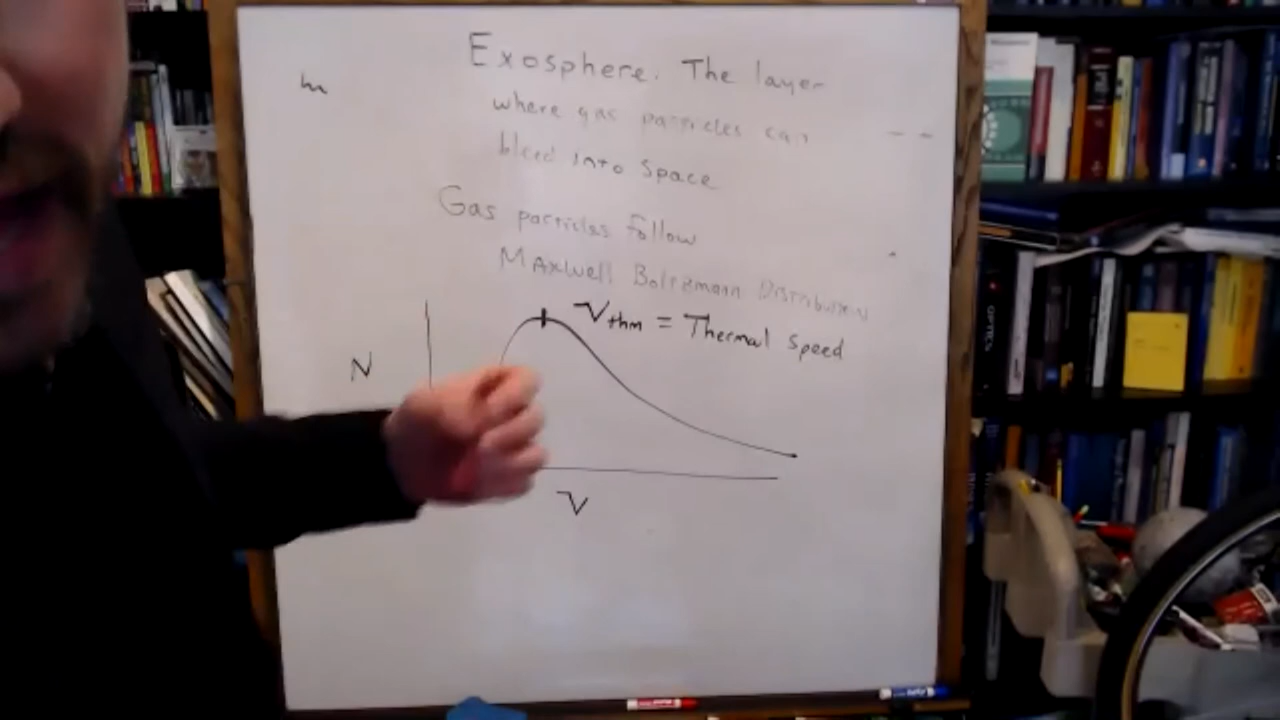 Exosphere. The layer
where gas particles can
bleed into space
Gas particles follow
Maxwell Boltzmann Distribution
Vthm = Thermal speed
N
V
OPTICS